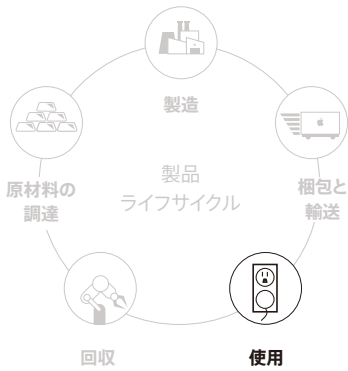 製造
原材料の
調達
製品
ライフサイクル
梱包と
輸送
回収
使用